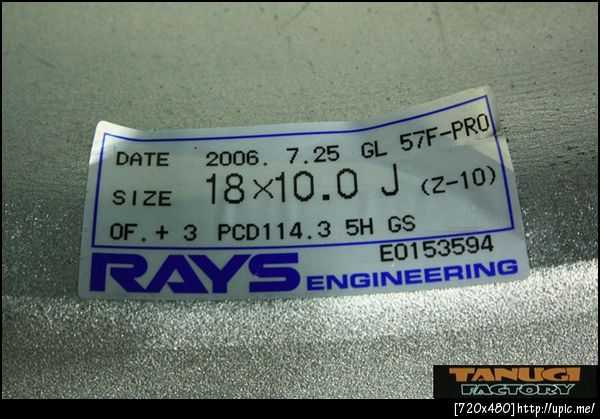 DATE 2006. 7.25 GL 57F-PRO
SIZE 18×10.0 J (Z-10)
OF.+ 3 PCD114.3 5H GS
E0153594
RAYS ENGINEERING
TANUGI
FACTORY
[720x480]http://upic.me/